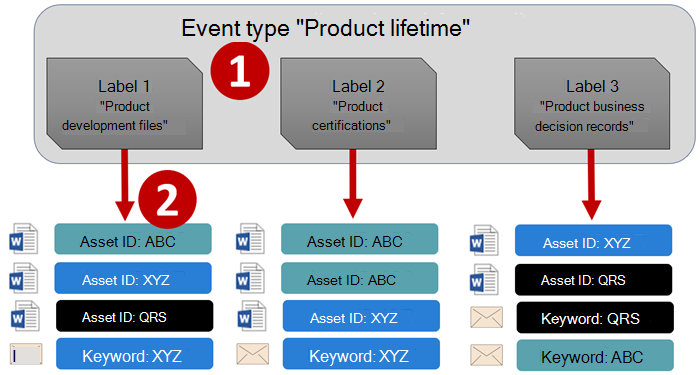 Event type "Product lifetime"
1
Label 1
"Product
development files"
Label 2
"Product
certifications"
Label 3
"Product business
decision records"
2
Asset ID: ABC
Asset ID: XYZ
Asset ID: QRS
Keyword: XYZ
Asset ID: ABC
Asset ID: ABC
Asset ID: XYZ
Keyword: XYZ
Asset ID: XYZ
Asset ID: QRS
Keyword: QRS
Keyword: ABC